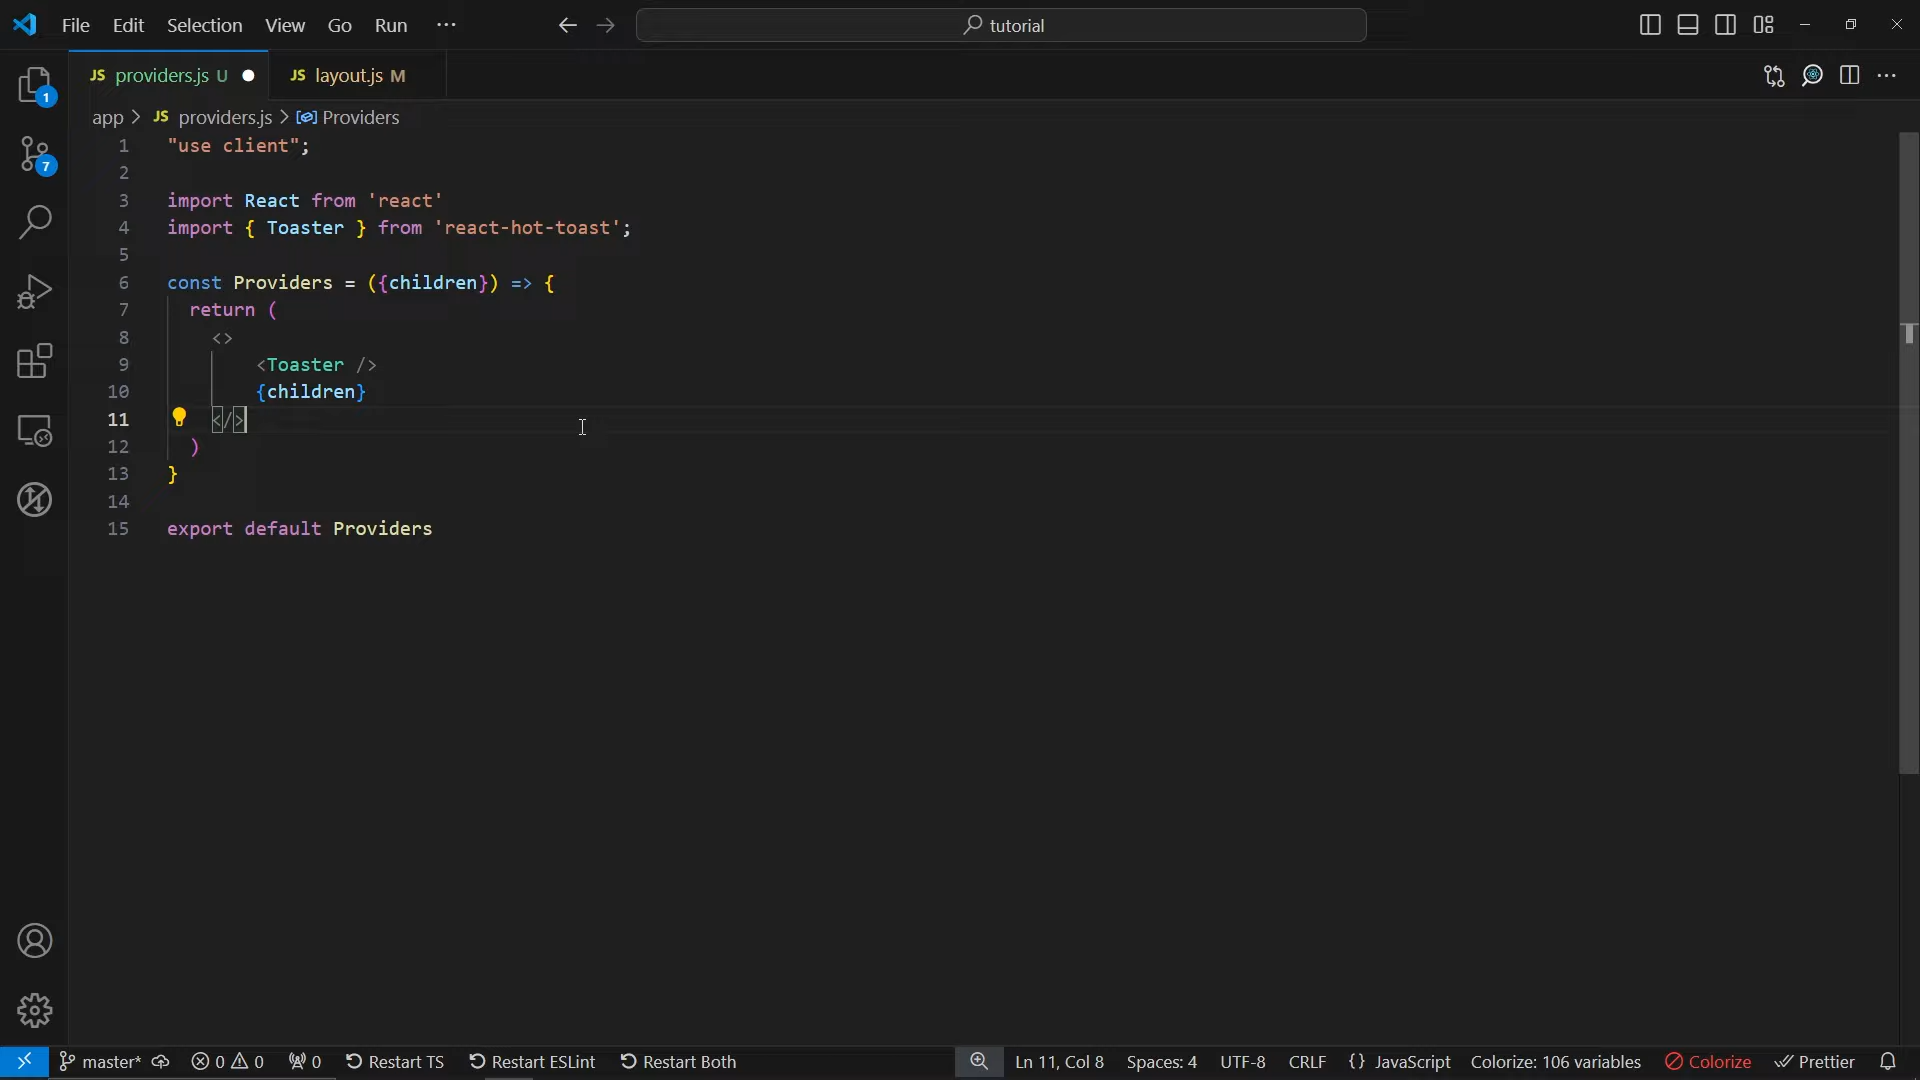 File Edit Selection View Go Run ··· tutorial
JS providers.js U JS layout.js M
app > JS providers.js > Providers
1 "use client";
2
3 import React from 'react'
4 import { Toaster } from 'react-hot-toast';
5
6 const Providers = ({children}) => {
7 return (
8 <>
9 <Toaster />
10 {children}
11 </>
12 )
13 }
14
15 export default Providers
1
7
master* 0 0 0 Restart TS Restart ESLint Restart Both Ln 11, Col 8 Spaces: 4 UTF-8 CRLF {} JavaScript Colorize: 106 variables Colorize Prettier